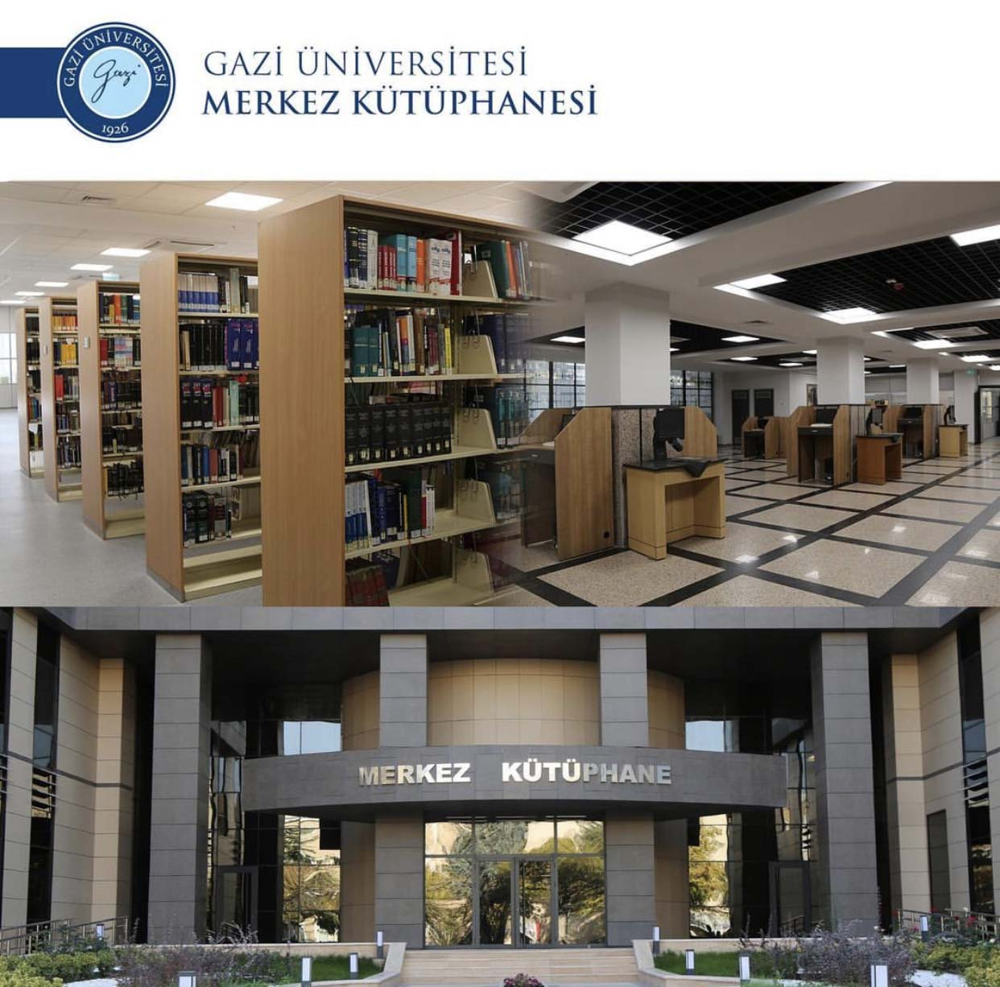 GAZİ ÜNİVERSİTESİ
Gazi
1926
GAZİ ÜNİVERSİTESİ
MERKEZ KÜTÜPHANESİ
MERKEZ KÜTÜPHANE